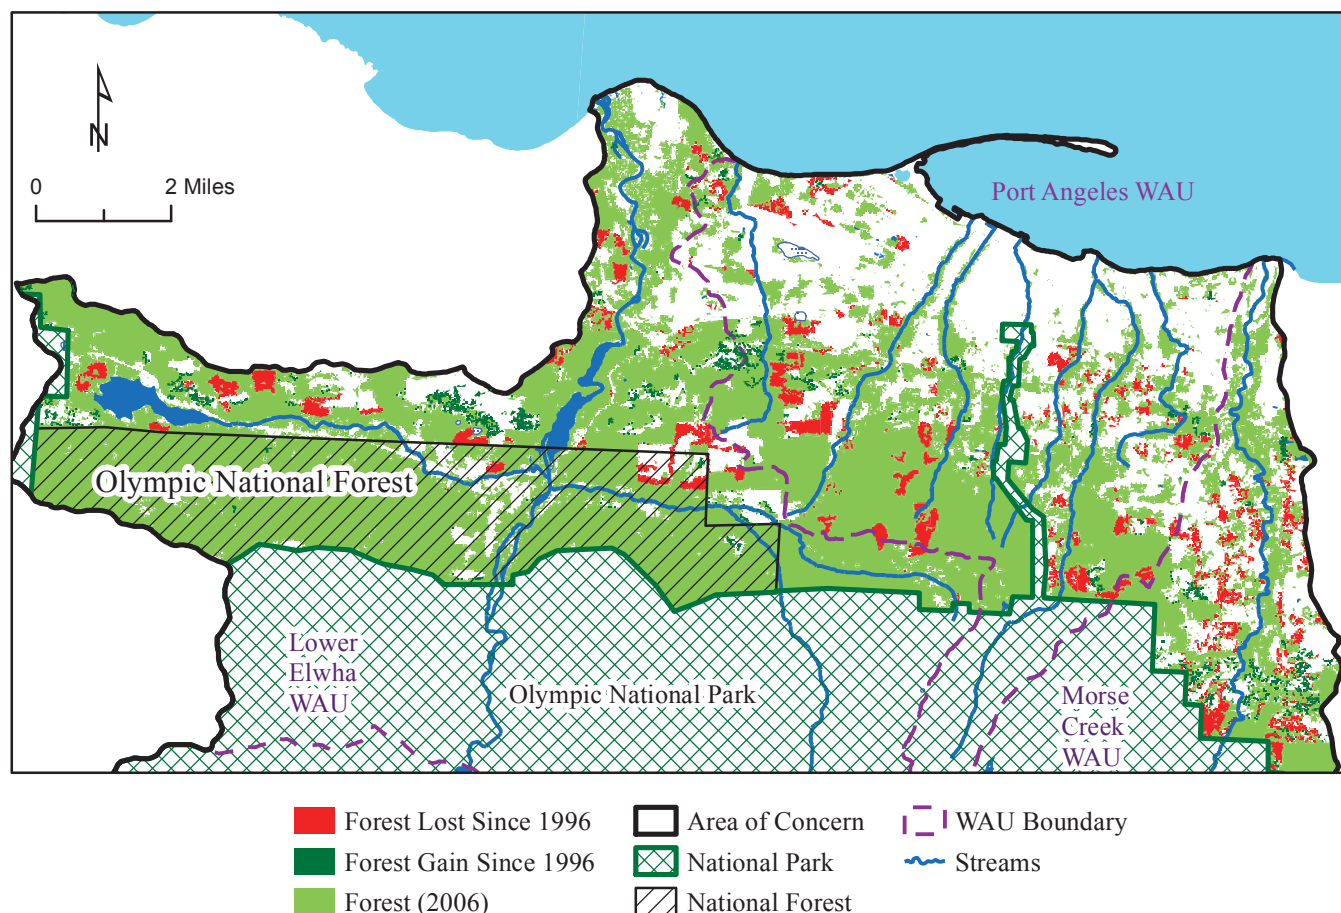 N
0 2 Miles
Port Angeles WAU
Olympic National Forest
Lower
Elwha
WAU
Olympic National Park
Morse
Creek
WAU
Forest Lost Since 1996
Forest Gain Since 1996
Forest (2006)
Area of Concern
National Park
National Forest
WAU Boundary
Streams